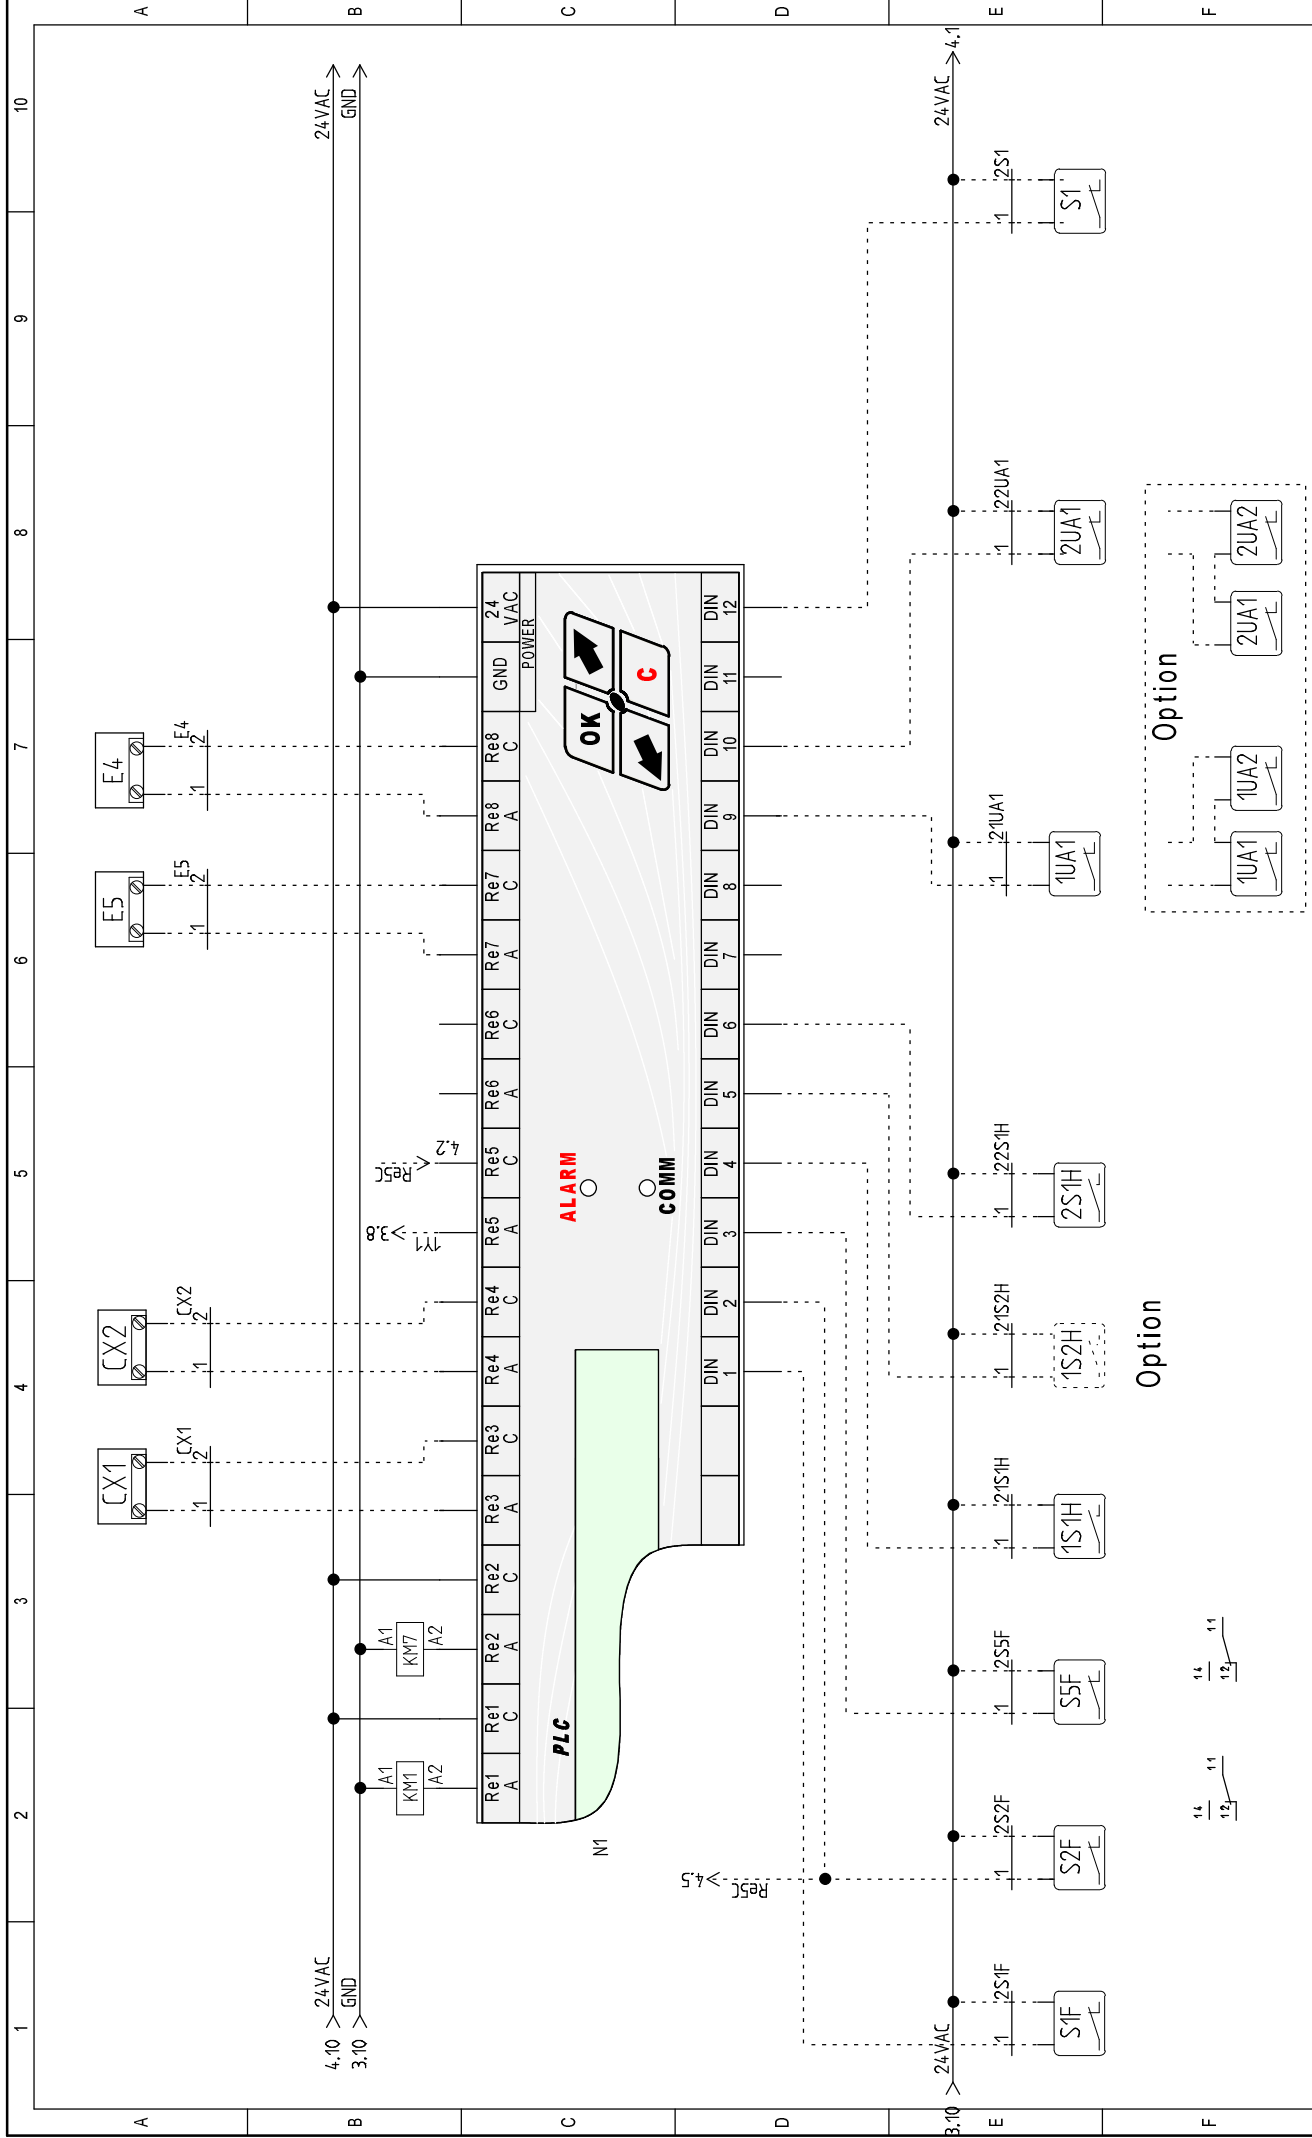 1 2 3 4 5 6 7 8 9 10
A A
CX1 CX2 E5 E4
1 2 CX1 1 2 CX2 1 2 E5 1 2 E4
B B
4.10 24VAC 24VAC
3.10 GND GND
A1 A1
KM1 KM7
A2 A2
3.8 1Y1
Re5C 4.2
Re1 Re1 Re2 Re2 Re3 Re3 Re4 Re4 Re5 Re5 Re6 Re6 Re7 Re7 Re8 Re8 GND 24
A C A C A C A C A C A C A C A C VAC
POWER
C C
PLC ALARM OK
N1
COMM C
4.5 Re5C
DIN DIN DIN DIN DIN DIN DIN DIN DIN DIN DIN DIN
1 2 3 4 5 6 7 8 9 10 11 12
D D
3.10 24VAC 24VAC 4.1
E E
1 2S1F 1 2S2F 1 2S5F 1 21S1H 1 21S2H 1 22S1H 1 21UA1 1 22UA1 1 2S1
S1F S2F S5F 1S1H 1S2H 2S1H 1UA1 2UA1 S1
Option Option
14 12 11 14 12 11
1UA1 1UA2 2UA1 2UA2
F F